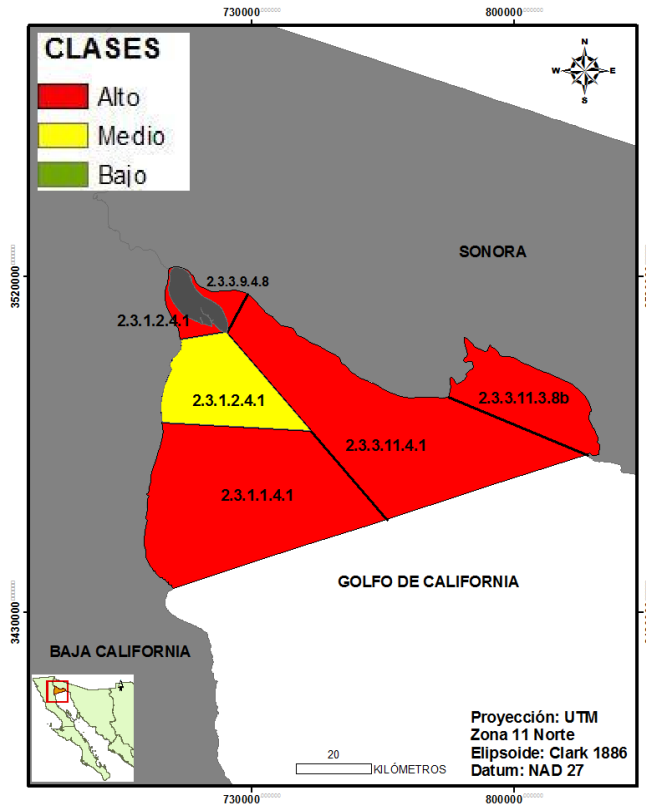 730000
800000
CLASES
Alto
Medio
Bajo
N
W
E
S
SONORA
3520000
2.3.3.9.4.8
2.3.1.2.4.1
2.3.1.2.4.1
2.3.3.11.3.8b
2.3.3.11.4.1
2.3.1.1.4.1
GOLFO DE CALIFORNIA
3430000
BAJA CALIFORNIA
Proyección: UTM
Zona 11 Norte
Elipsoide: Clark 1886
Datum: NAD 27
20
KILÓMETROS
730000
800000